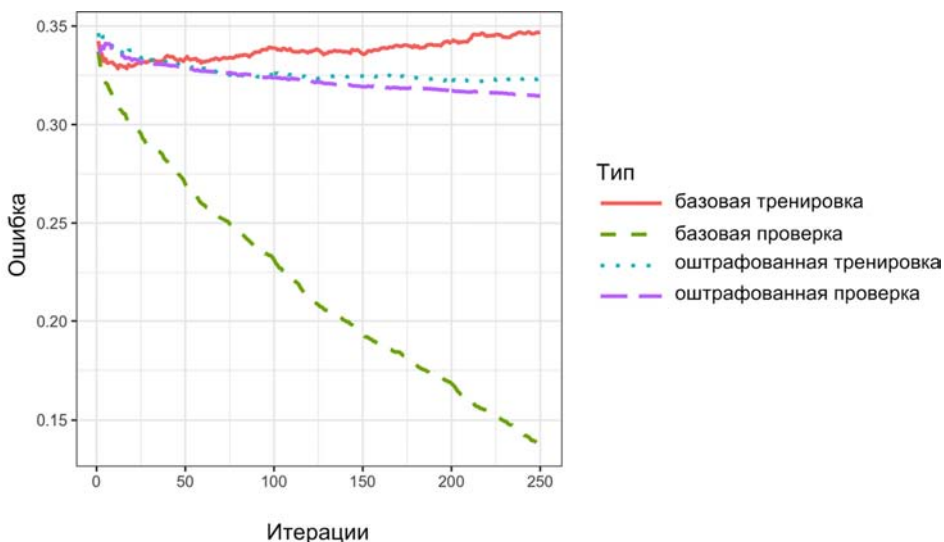 0.35
0.30
0.25
0.20
0.15
Ошибка
0
50
100
150
200
250
Итерации
Тип
базовая тренировка
базовая проверка
оштрафованная тренировка
оштрафованная проверка